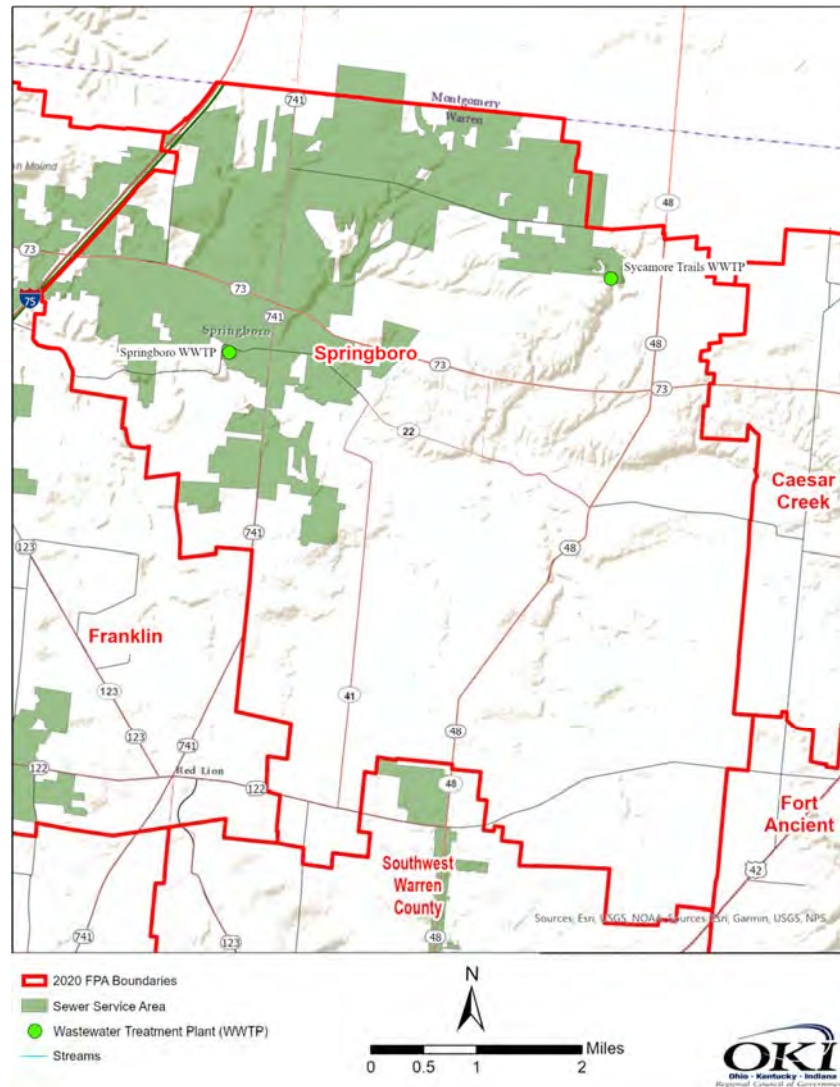 741
Montgomery
Warren
an Mound
48
73
Sycamore Trails WWTP
75
73
741
Springboro
48
Springboro WWTP
Springboro
73
73
22
Caesar
Creek
741
48
123
Franklin
123
41
123
48
741
122
Red Lion
122
48
Fort
Ancient
Southwest
Warren
County
42
Sources: Esri, USGS, NOAA, Sources: Esri, Garmin, USGS, NPS
741
123
48
2020 FPA Boundaries
Sewer Service Area
Wastewater Treatment Plant (WWTP)
Streams
N
Miles
0 0.5 1 2
OKI
Ohio - Kentucky - Indiana
Regional Council of Governments